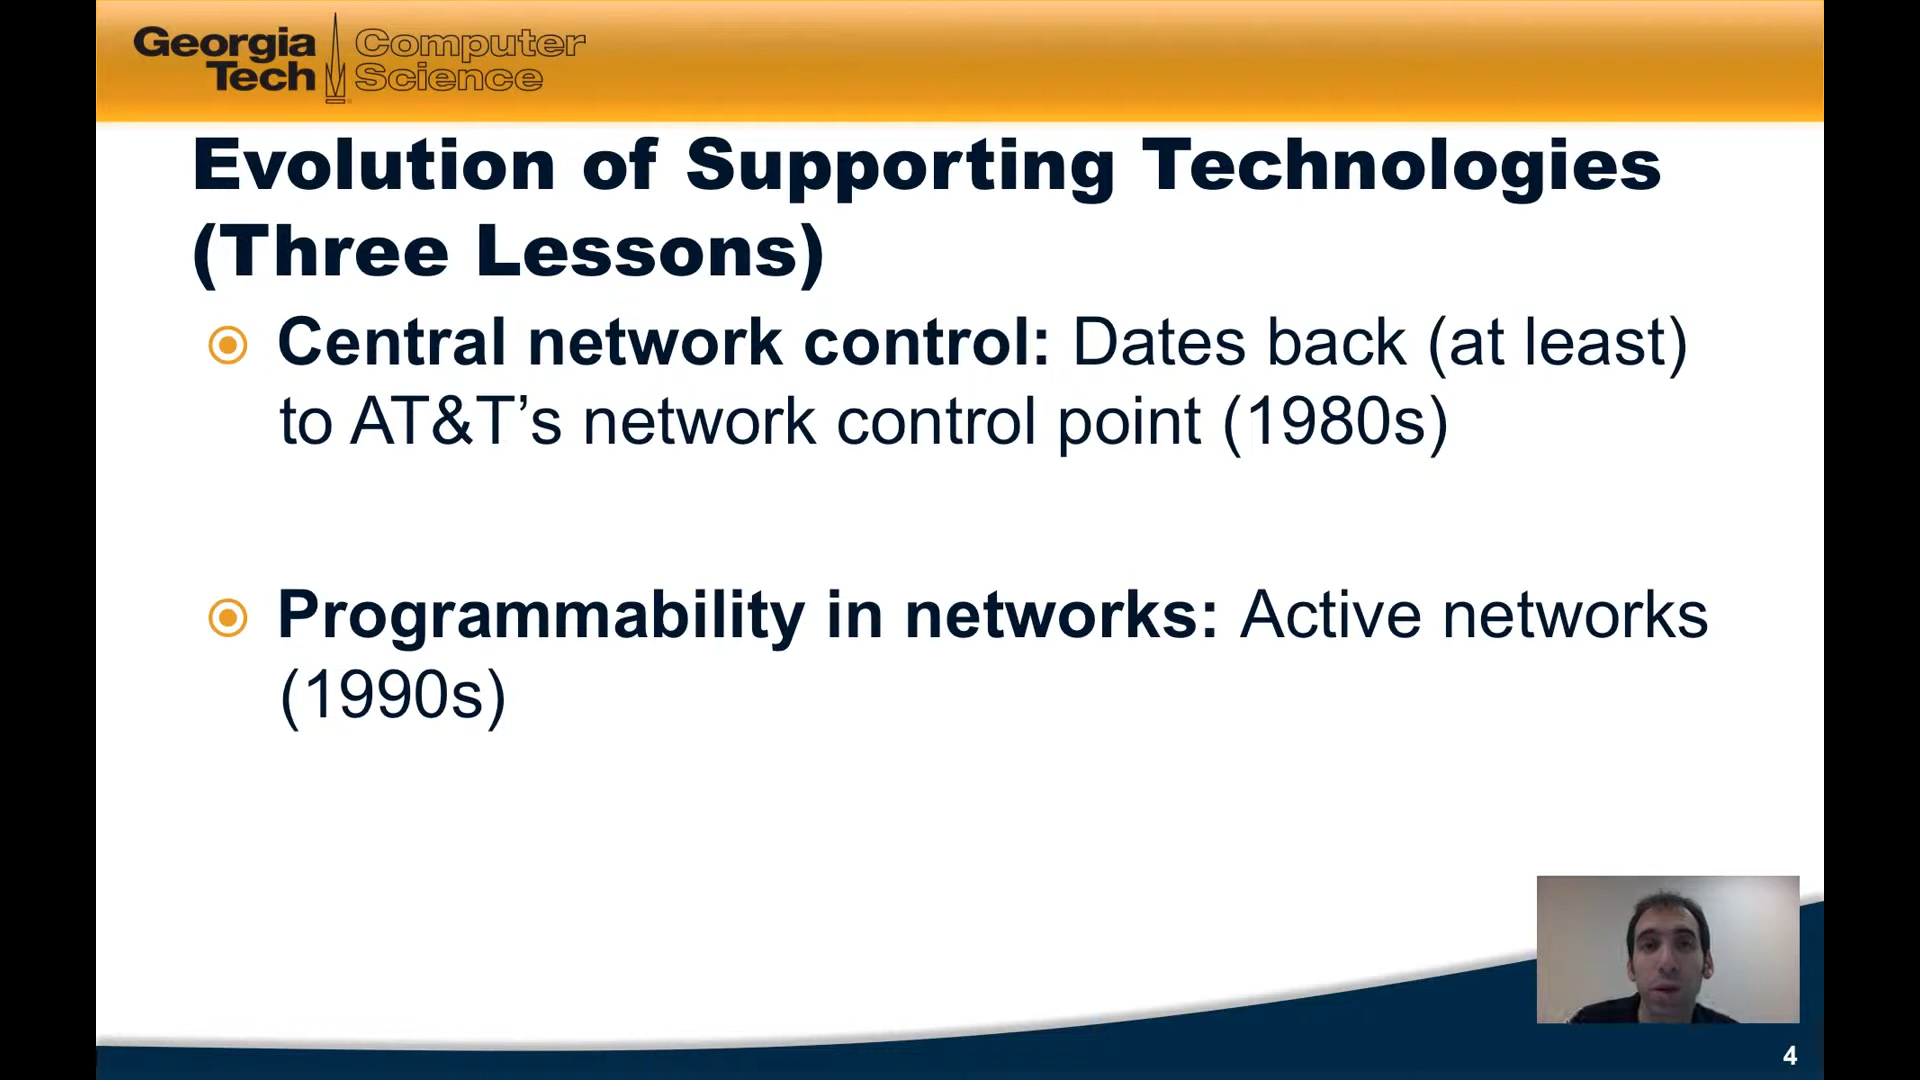 Georgia Tech
Computer Science
Evolution of Supporting Technologies
(Three Lessons)
Central network control: Dates back (at least)
to AT&T’s network control point (1980s)
Programmability in networks: Active networks
(1990s)
4